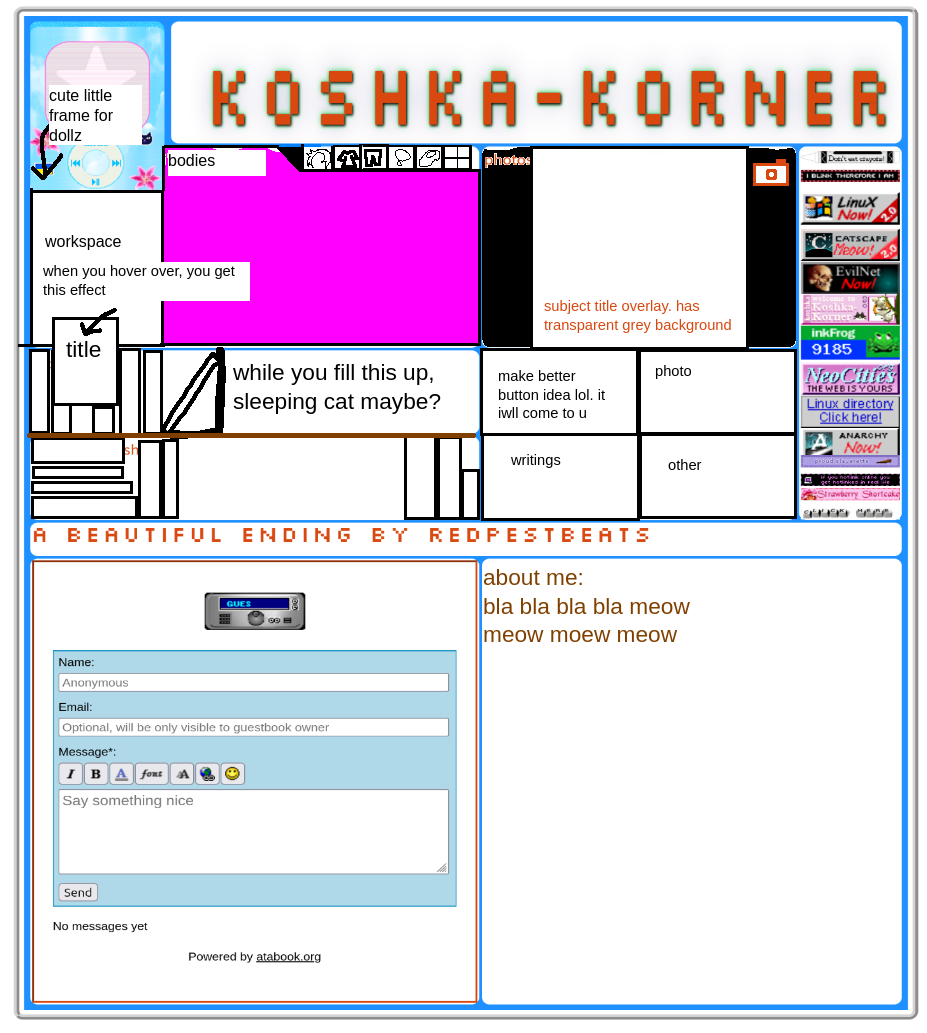 KOSHKA-KORNER
cute little
frame for
dollz
bodies
photos
Don't eat crayons!
I BLINK THEREFORE I AM
LinuX
Now!
2.0
CATSCAPE
Meow!
2.0
EvilNet
Now!
welcome to
Koshka
Korner
inkFrog
9185
NeoCities
THE WEB IS YOURS
Linux directory
Click here!
ANARCHY
Now!
Strawberry Shortcake
workspace
when you hover over, you get
this effect
subject title overlay. has
transparent grey background
title
while you fill this up,
sleeping cat maybe?
make better
button idea lol. it
iwll come to u
photo
sh
writings
other
A BEAUTIFUL ENDING BY REDPESTBEATS
GUES
Name:
Anonymous
Email:
Optional, will be only visible to guestbook owner
Message*:
I B A font AA
Say something nice
Send
No messages yet
Powered by atabook.org
about me:
bla bla bla bla meow
meow moew meow